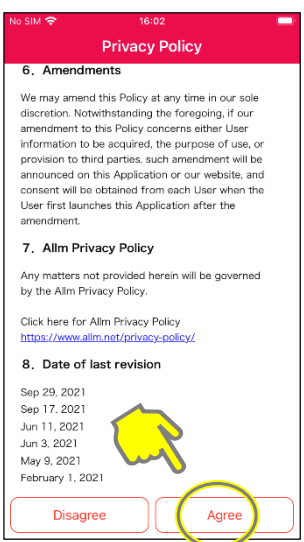 No SIM 16:02
Privacy Policy
6. Amendments
We may amend this Policy at any time in our sole
discretion. Notwithstanding the foregoing, if our
amendment to this Policy concerns either User
information to be acquired, the purpose of use, or
provision to third parties, such amendment will be
announced on this Application or our website, and
consent will be obtained from each User when the
User first launches this Application after the
amendment.
7. Allm Privacy Policy
Any matters not provided herein will be governed
by the Allm Privacy Policy.
Click here for Allm Privacy Policy
https://www.allm.net/privacy-policy/
8. Date of last revision
Sep 29, 2021
Sep 17, 2021
Jun 11, 2021
Jun 3, 2021
May 9, 2021
February 1, 2021
Disagree Agree